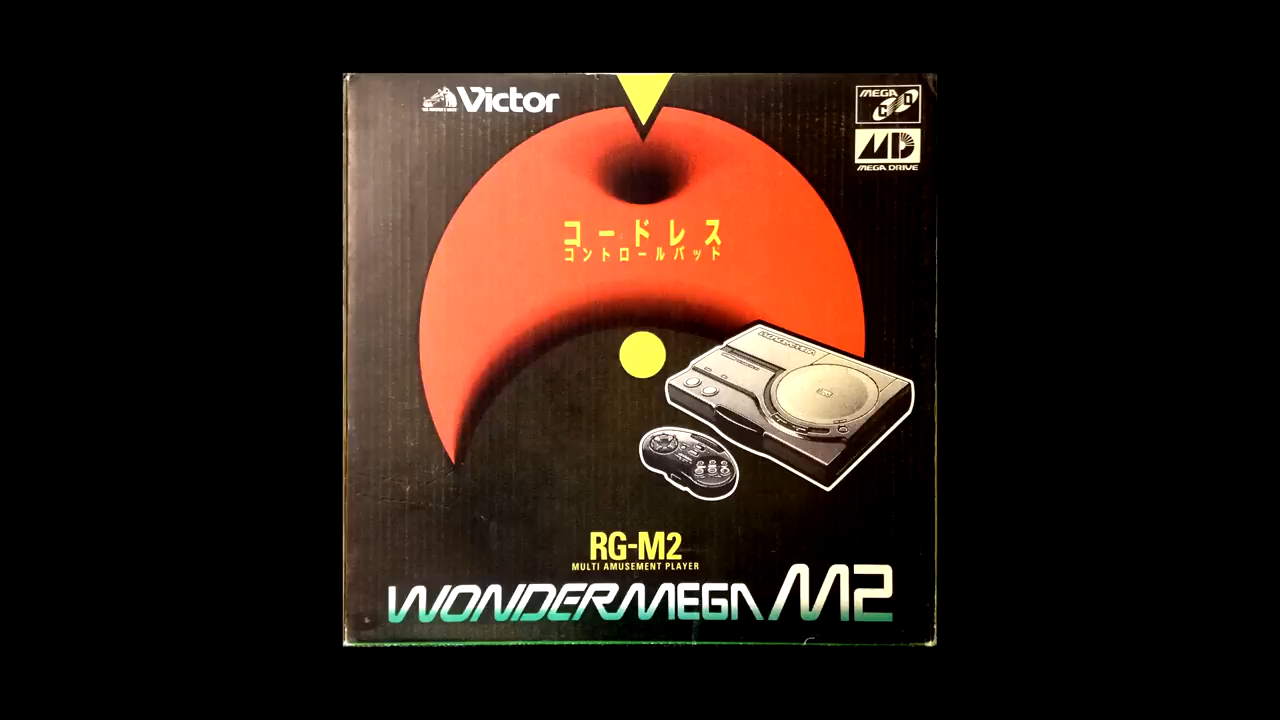 Victor
MEGA
CD
MD
MEGA DRIVE
コードレス
コントロールパッド
WONDERMEGA
RG-M2
MULTI AMUSEMENT PLAYER
WONDERMEGA M2